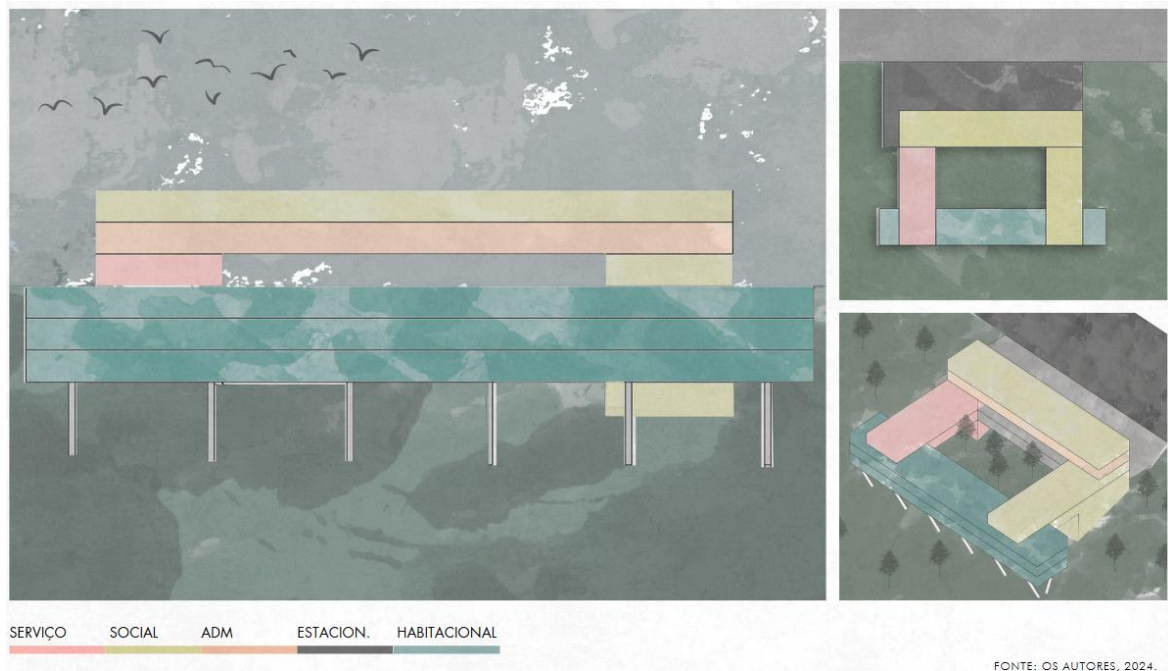 SERVIÇO SOCIAL ADM ESTACION. HABITACIONAL
FONTE: OS AUTORES, 2024.